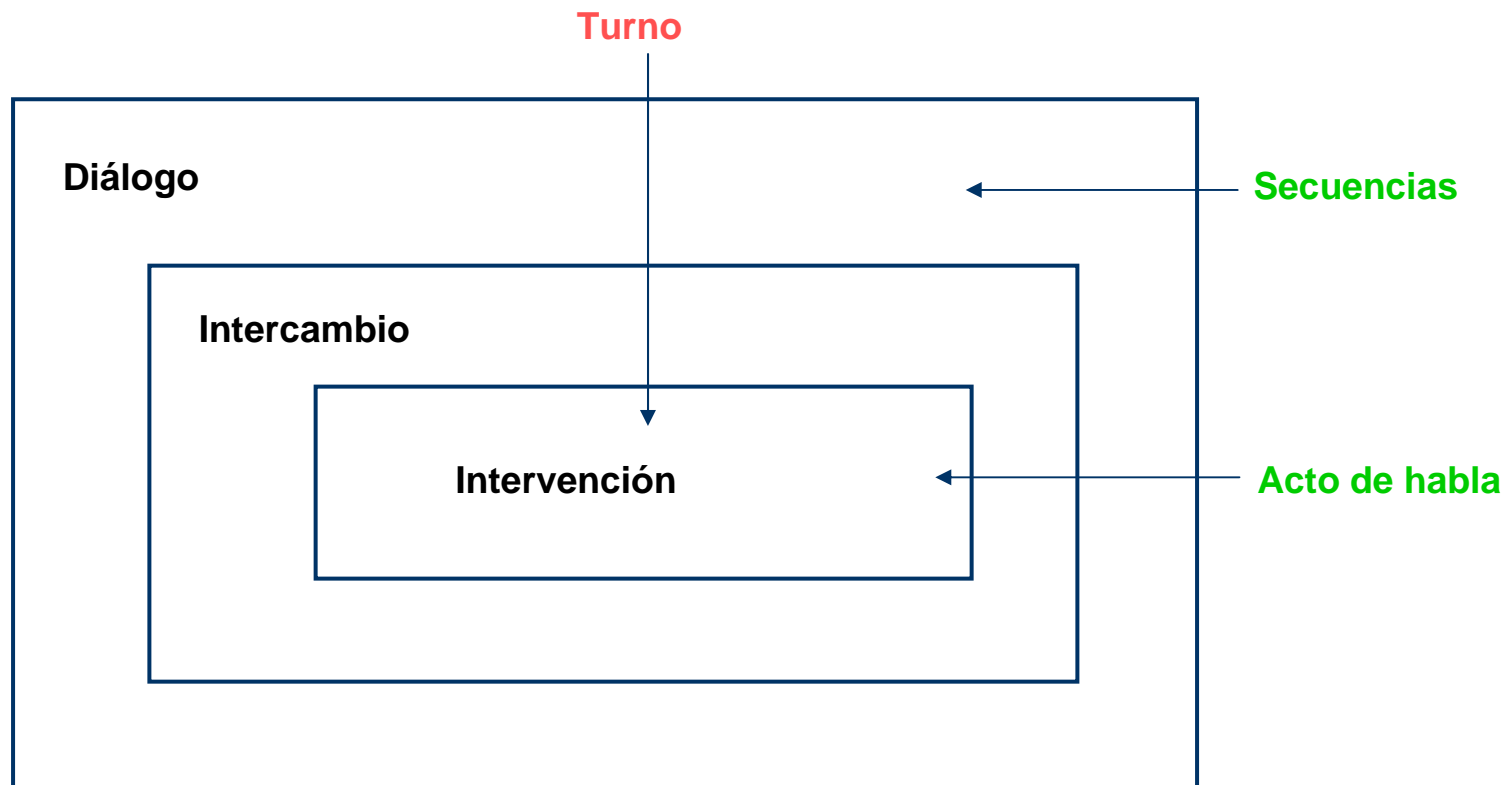 Turno
Diálogo
Secuencias
Intercambio
Intervención
Acto de habla